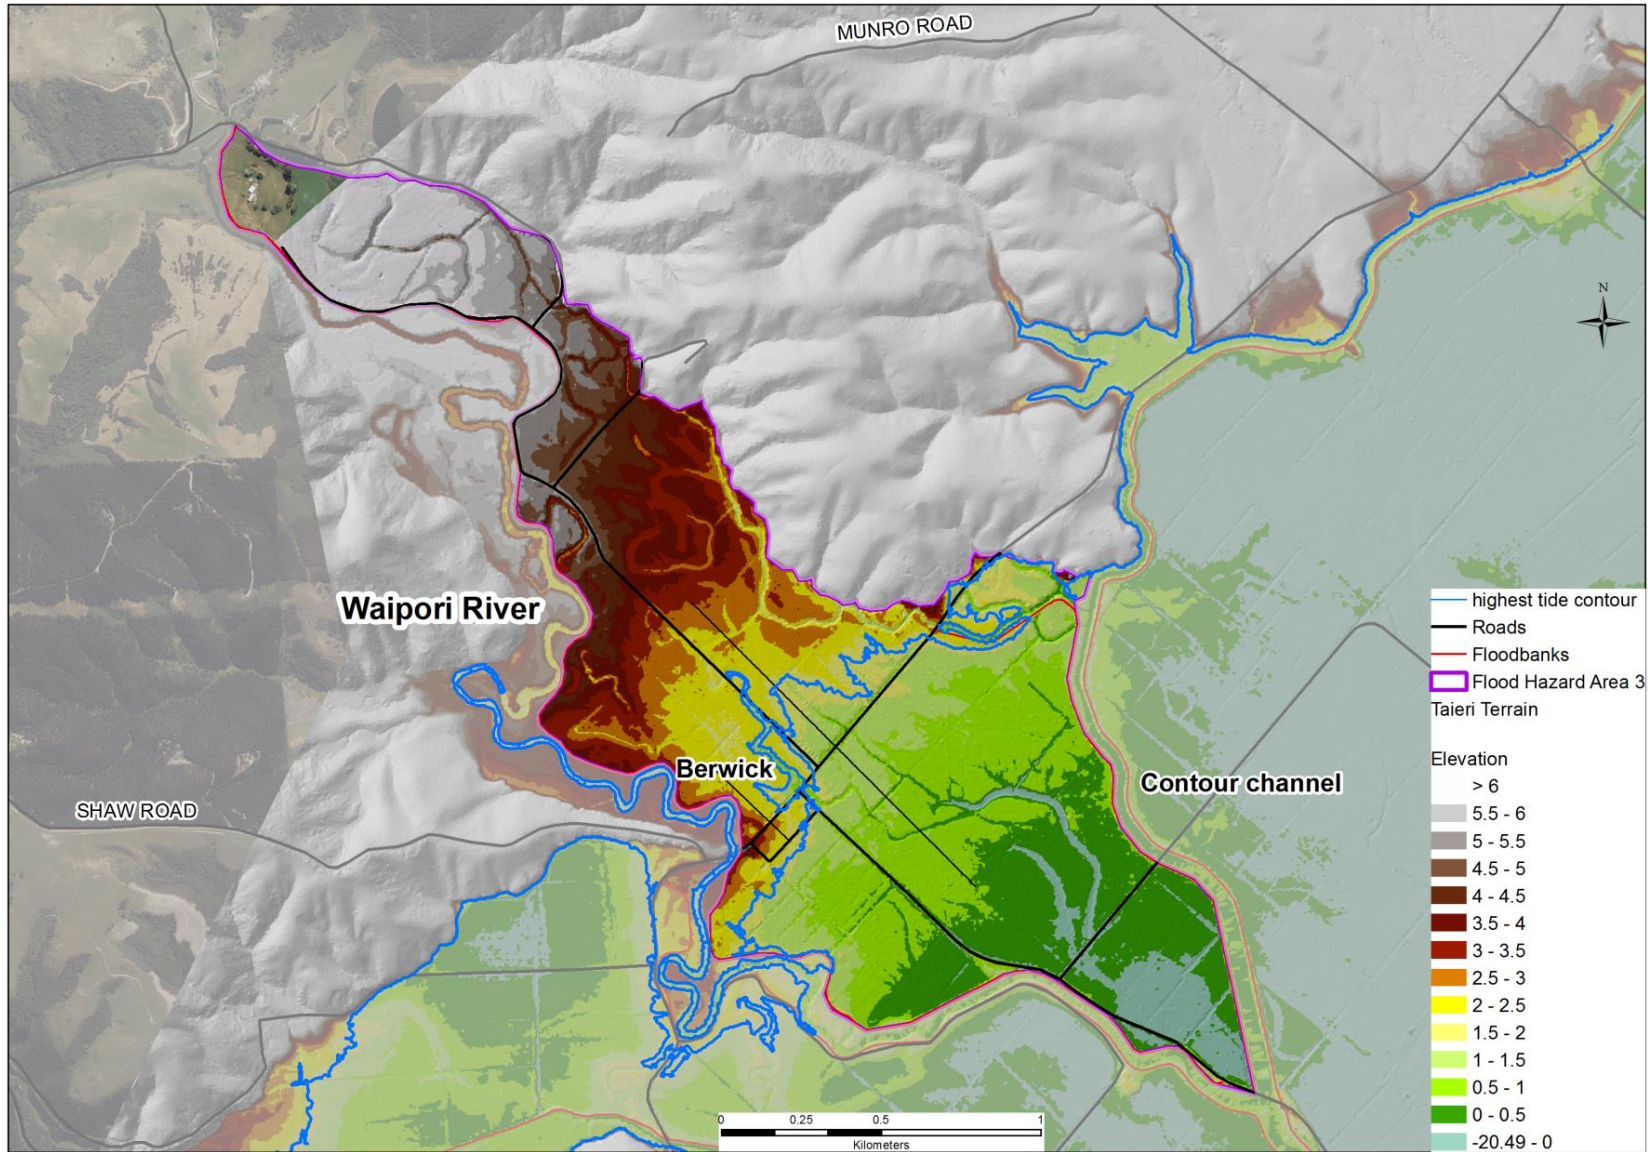 MUNRO ROAD
N
Waipori River
Berwick
Contour channel
SHAW ROAD
highest tide contour
Roads
Floodbanks
Flood Hazard Area 3
Taieri Terrain
Elevation
> 6
5.5 - 6
5 - 5.5
4.5 - 5
4 - 4.5
3.5 - 4
3 - 3.5
2.5 - 3
2 - 2.5
1.5 - 2
1 - 1.5
0.5 - 1
0 - 0.5
-20.49 - 0
0 0.25 0.5 1
Kilometers